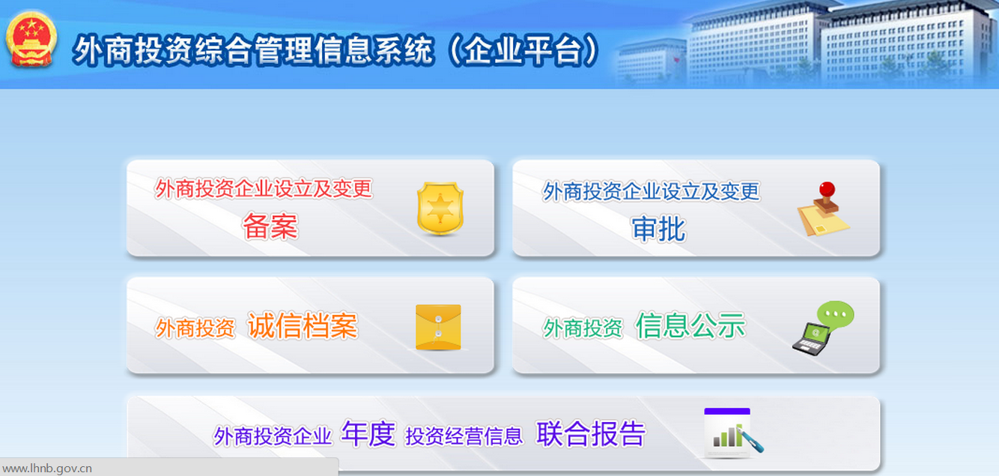 外商投资综合管理信息系统（企业平台）
外商投资企业设立及变更
备案
外商投资企业设立及变更
审批
外商投资 诚信档案
外商投资 信息公示
外商投资企业 年度 投资经营信息 联合报告
www.lhnb.gov.cn